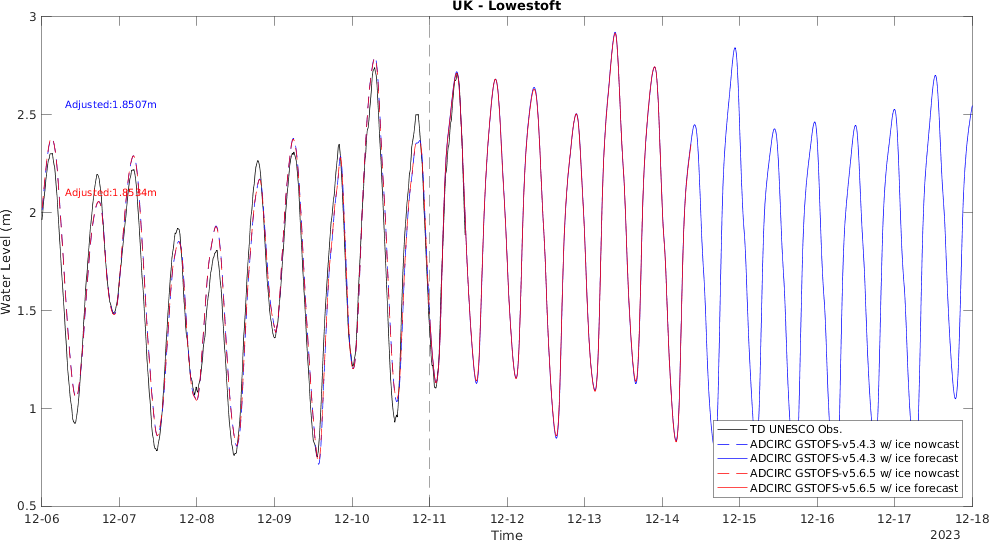 UK - Lowestoft
3
2.5
2
1.5
1
0.5
Water Level (m)
Adjusted:1.8507m
Adjusted:1.8534m
TD UNESCO Obs.
ADCIRC GSTOFS-v5.4.3 w/ ice nowcast
ADCIRC GSTOFS-v5.4.3 w/ ice forecast
ADCIRC GSTOFS-v5.6.5 w/ ice nowcast
ADCIRC GSTOFS-v5.6.5 w/ ice forecast
12-06 12-07 12-08 12-09 12-10 12-11 12-12 12-13 12-14 12-15 12-16 12-17 12-18
Time
2023